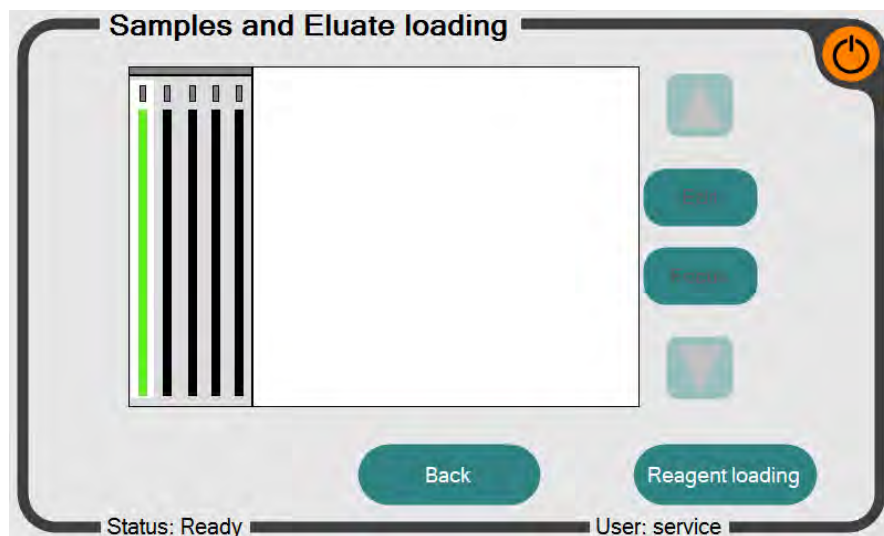 Samples and Eluate loading
Back
Reagent loading
Status: Ready
User: service